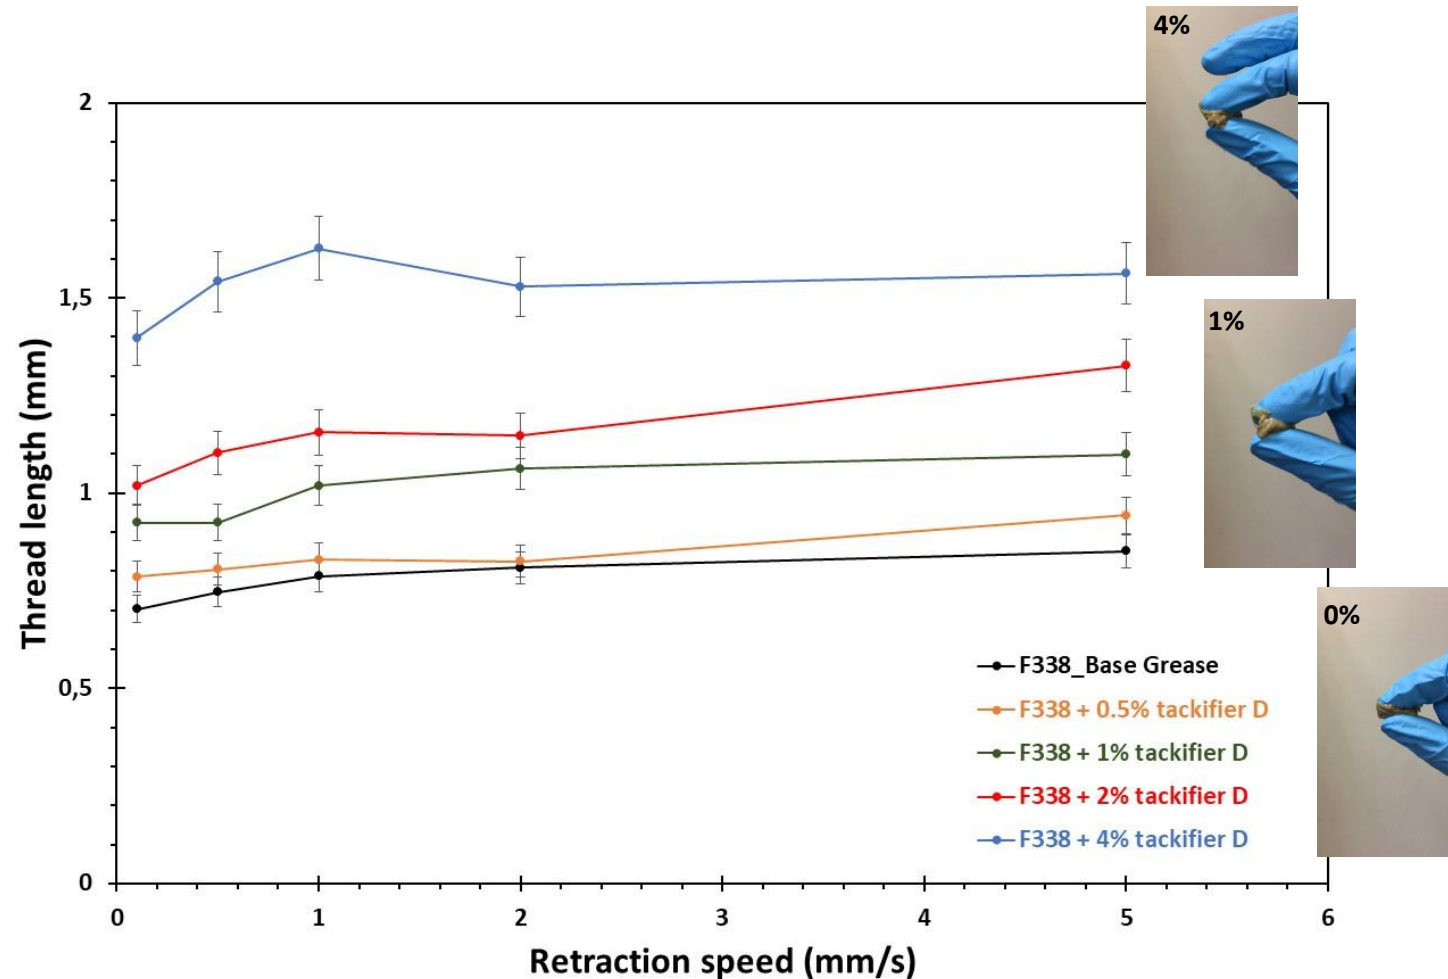 4%
2
1,5
1%
Thread length (mm)
1
0%
F338_Base Grease
0,5
F338 + 0.5% tackifier D
F338 + 1% tackifier D
F338 + 2% tackifier D
F338 + 4% tackifier D
0
0 1 2 3 4 5 6
Retraction speed (mm/s)